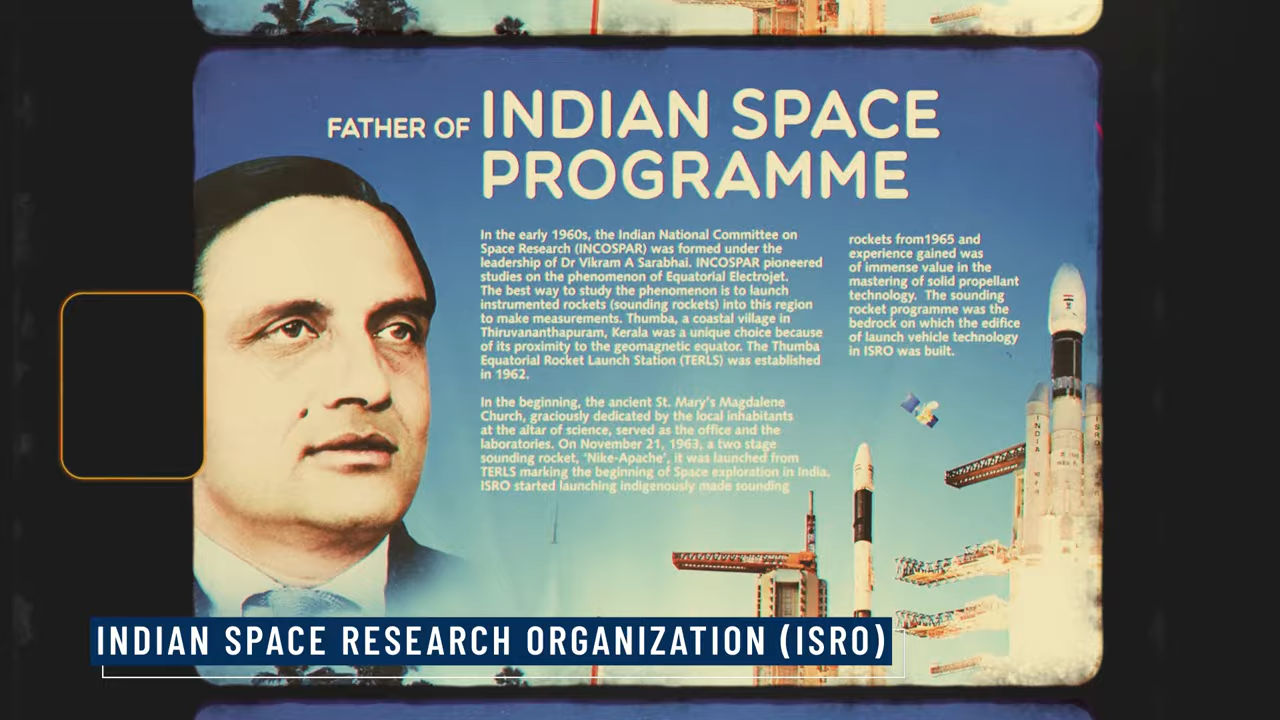 FATHER OF INDIAN SPACE
PROGRAMME
In the early 1960s, the Indian National Committee on
Space Research (INCOSPAR) was formed under the
leadership of Dr Vikram A Sarabhai. INCOSPAR pioneered
studies on the phenomenon of Equatorial Electrojet.
The best way to study the phenomenon is to launch
instrumented rockets (sounding rockets) into this region
to make measurements. Thumba, a coastal village in
Thiruvananthapuram, Kerala was a unique choice because
of its proximity to the geomagnetic equator. The Thumba
Equatorial Rocket Launch Station (TERLS) was established
in 1962.
In the beginning, the ancient St. Mary's Magdalene
Church, graciously dedicated by the local inhabitants
at the altar of science, served as the office and the
laboratories. On November 21, 1963, a two stage
sounding rocket, 'Nike-Apache', it was launched from
TERLS marking the beginning of Space exploration in India.
ISRO started launching indigenously made sounding
rockets from1965 and
experience gained was
of immense value in the
mastering of solid propellant
technology. The sounding
rocket programme was the
bedrock on which the edifice
of launch vehicle technology
in ISRO was built.
INDIA
ISRO
INDIAN SPACE RESEARCH ORGANIZATION (ISRO)